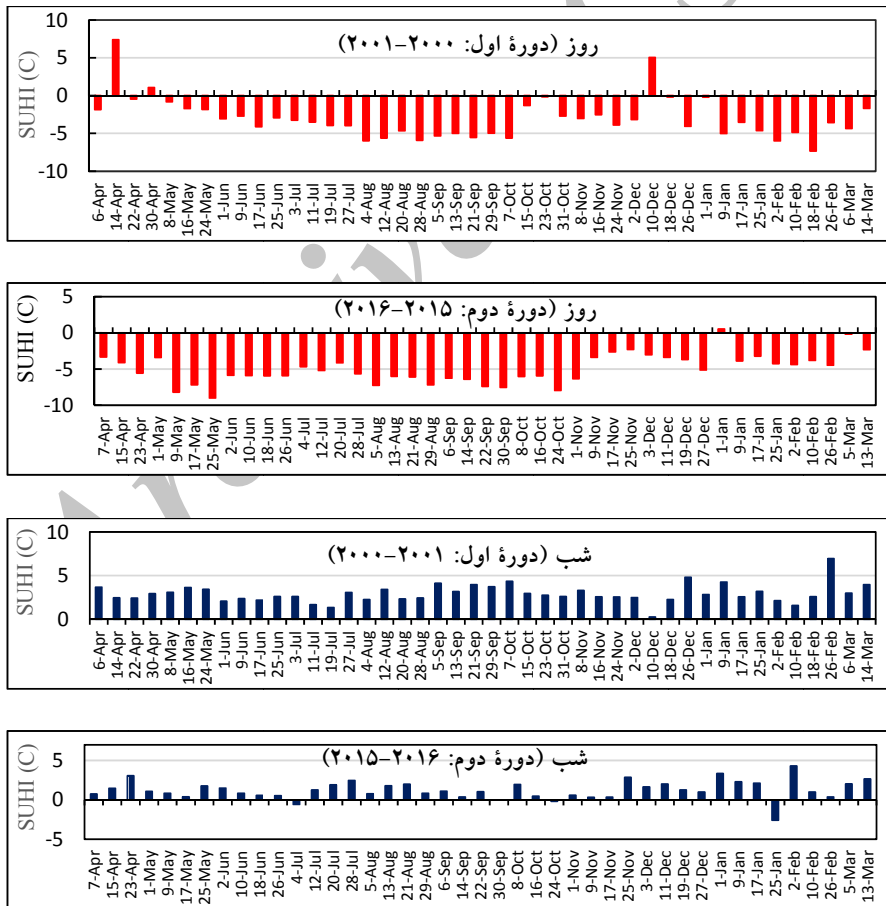 روز (دورۀ اول: ۲۰۰۰-۲۰۰۱)
SUHI (C)
10
5
0
-5
-10
6-Apr
14-Apr
22-Apr
30-Apr
8-May
16-May
24-May
1-Jun
9-Jun
17-Jun
25-Jun
3-Jul
11-Jul
19-Jul
27-Jul
4-Aug
12-Aug
20-Aug
28-Aug
5-Sep
13-Sep
21-Sep
29-Sep
7-Oct
15-Oct
23-Oct
31-Oct
8-Nov
16-Nov
24-Nov
2-Dec
10-Dec
18-Dec
26-Dec
1-Jan
9-Jan
17-Jan
25-Jan
2-Feb
10-Feb
18-Feb
26-Feb
6-Mar
14-Mar
روز (دورۀ دوم: ۲۰۱۵-۲۰۱۶)
SUHI (C)
5
0
-5
-10
7-Apr
15-Apr
23-Apr
1-May
9-May
17-May
25-May
2-Jun
10-Jun
18-Jun
26-Jun
4-Jul
12-Jul
20-Jul
28-Jul
5-Aug
13-Aug
21-Aug
29-Aug
6-Sep
14-Sep
22-Sep
30-Sep
8-Oct
16-Oct
24-Oct
1-Nov
9-Nov
17-Nov
25-Nov
3-Dec
11-Dec
19-Dec
27-Dec
1-Jan
9-Jan
17-Jan
25-Jan
2-Feb
10-Feb
18-Feb
26-Feb
5-Mar
13-Mar
شب (دورۀ اول: ۲۰۰۱-۲۰۰۰)
SUHI (C)
10
5
0
6-Apr
14-Apr
22-Apr
30-Apr
8-May
16-May
24-May
1-Jun
9-Jun
17-Jun
25-Jun
3-Jul
11-Jul
19-Jul
27-Jul
4-Aug
12-Aug
20-Aug
28-Aug
5-Sep
13-Sep
21-Sep
29-Sep
7-Oct
15-Oct
23-Oct
31-Oct
8-Nov
16-Nov
24-Nov
2-Dec
10-Dec
18-Dec
26-Dec
1-Jan
9-Jan
17-Jan
25-Jan
2-Feb
10-Feb
18-Feb
26-Feb
6-Mar
14-Mar
شب (دورۀ دوم: ۲۰۱۶-۲۰۱۵)
SUHI (C)
5
0
-5
7-Apr
15-Apr
23-Apr
1-May
9-May
17-May
25-May
2-Jun
10-Jun
18-Jun
26-Jun
4-Jul
12-Jul
20-Jul
28-Jul
5-Aug
13-Aug
21-Aug
29-Aug
6-Sep
14-Sep
22-Sep
30-Sep
8-Oct
16-Oct
24-Oct
1-Nov
9-Nov
17-Nov
25-Nov
3-Dec
11-Dec
19-Dec
27-Dec
1-Jan
9-Jan
17-Jan
25-Jan
2-Feb
10-Feb
18-Feb
26-Feb
5-Mar
13-Mar